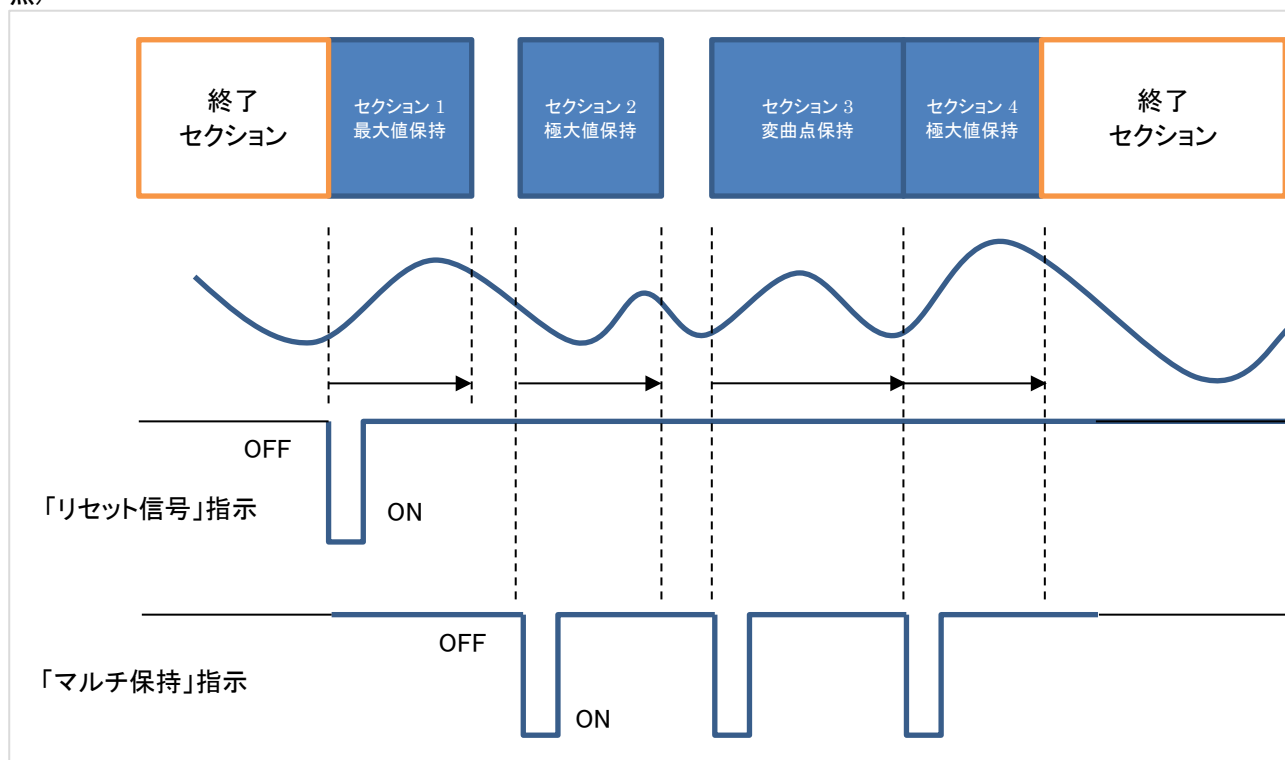 終了
セクション
セクション 1
最大値保持
セクション 2
極大値保持
セクション 3
変曲点保持
セクション 4
極大値保持
終了
セクション
OFF
ON
「リセット信号」指示
OFF
ON
「マルチ保持」指示